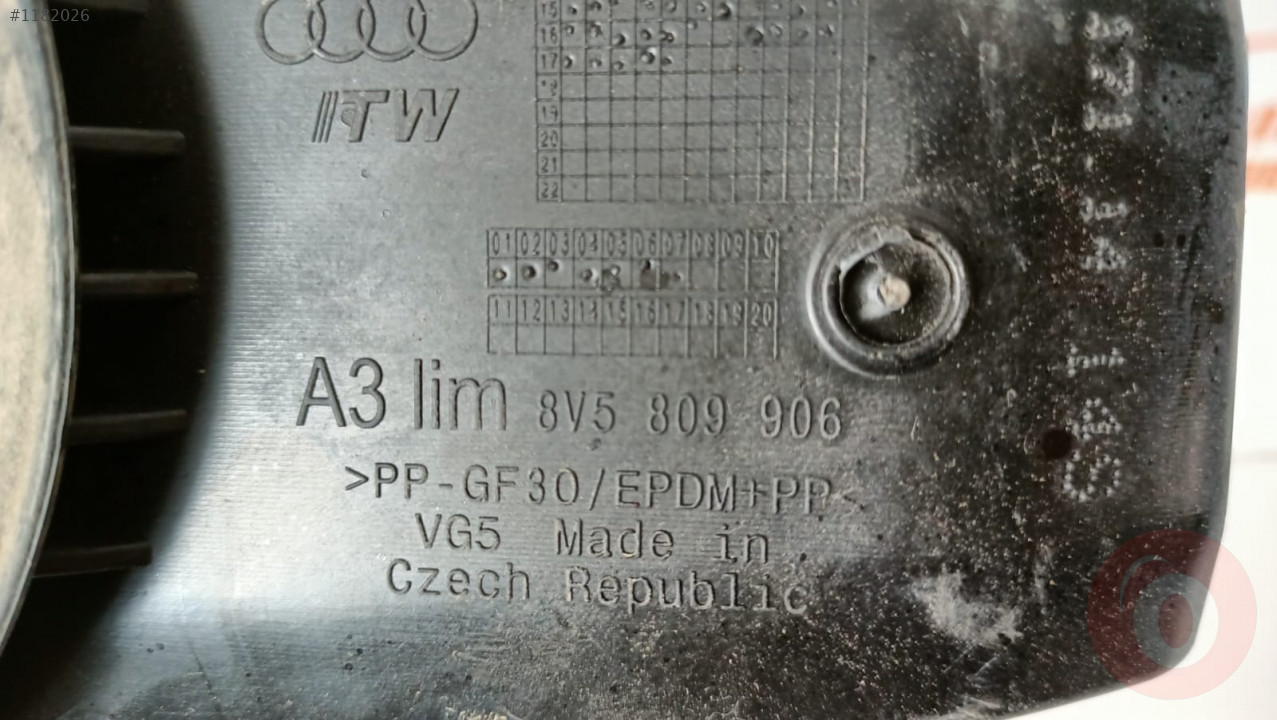 #1182026
ITW
15
16
17
18
19
20
21
22
01 02 03 04 05 06 07 08 09 10
11 12 13 14 15 16 17 18 19 20
A3 lim 8V5 809 906
>PP-GF30/EPDM+PP<
VG5 Made in
Czech Republic